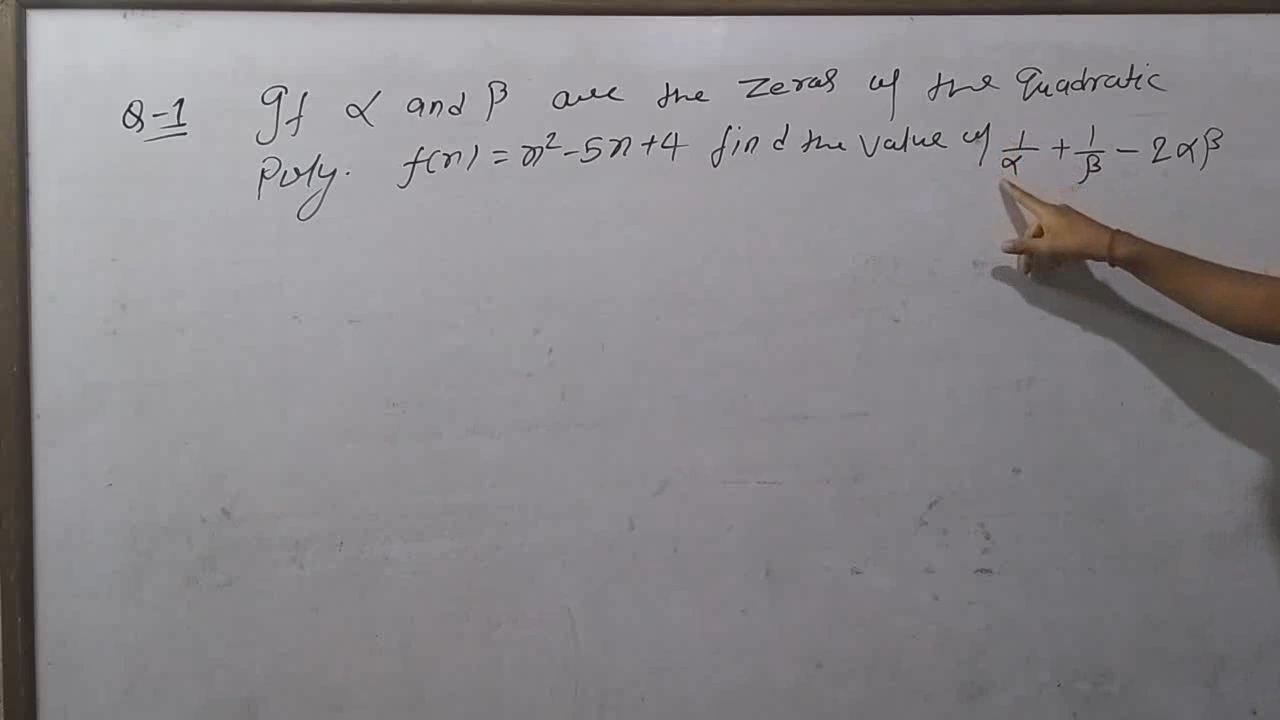 Q-1 If α and β are the zeros of the Quadratic
Poly. f(x) = x² - 5x + 4 find the value of 1/α + 1/β - 2αβ